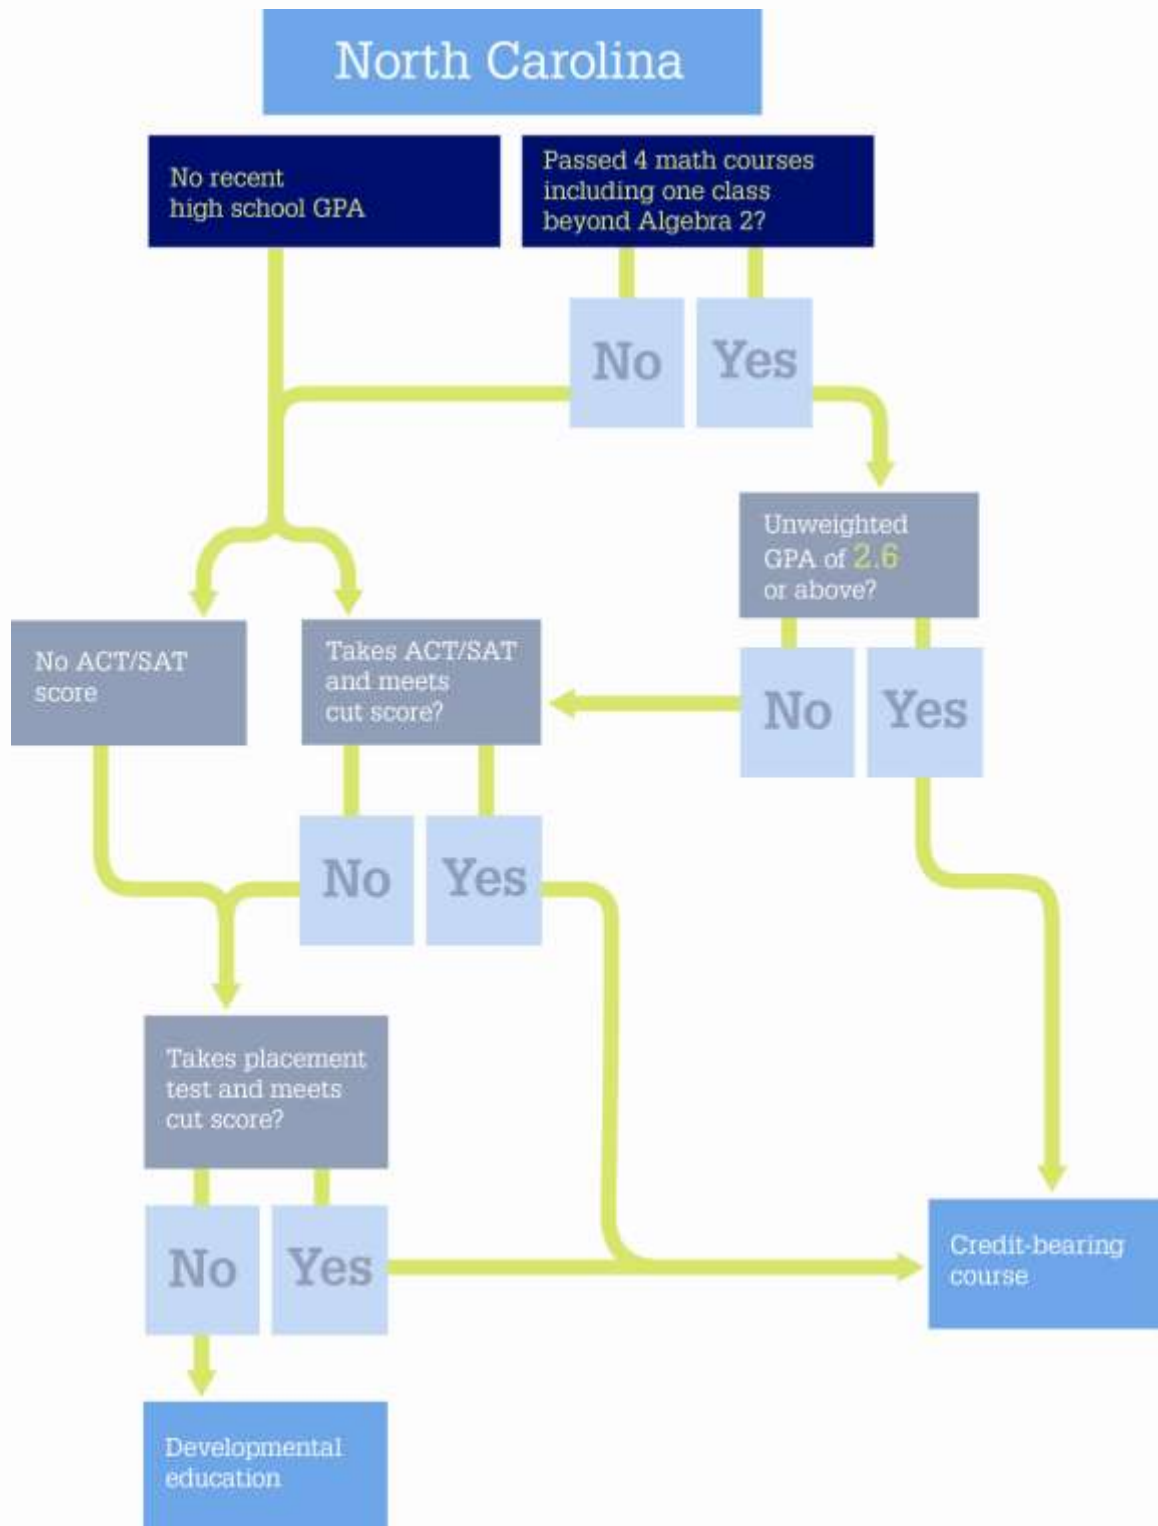 North Carolina
No recent
high school GPA
Passed 4 math courses
including one class
beyond Algebra 2?
No
Yes
Unweighted
GPA of 2.6
or above?
No ACT/SAT
score
Takes ACT/SAT
and meets
cut score?
No
Yes
No
Yes
Takes placement
test and meets
cut score?
No
Yes
Credit-bearing
course
Developmental
education